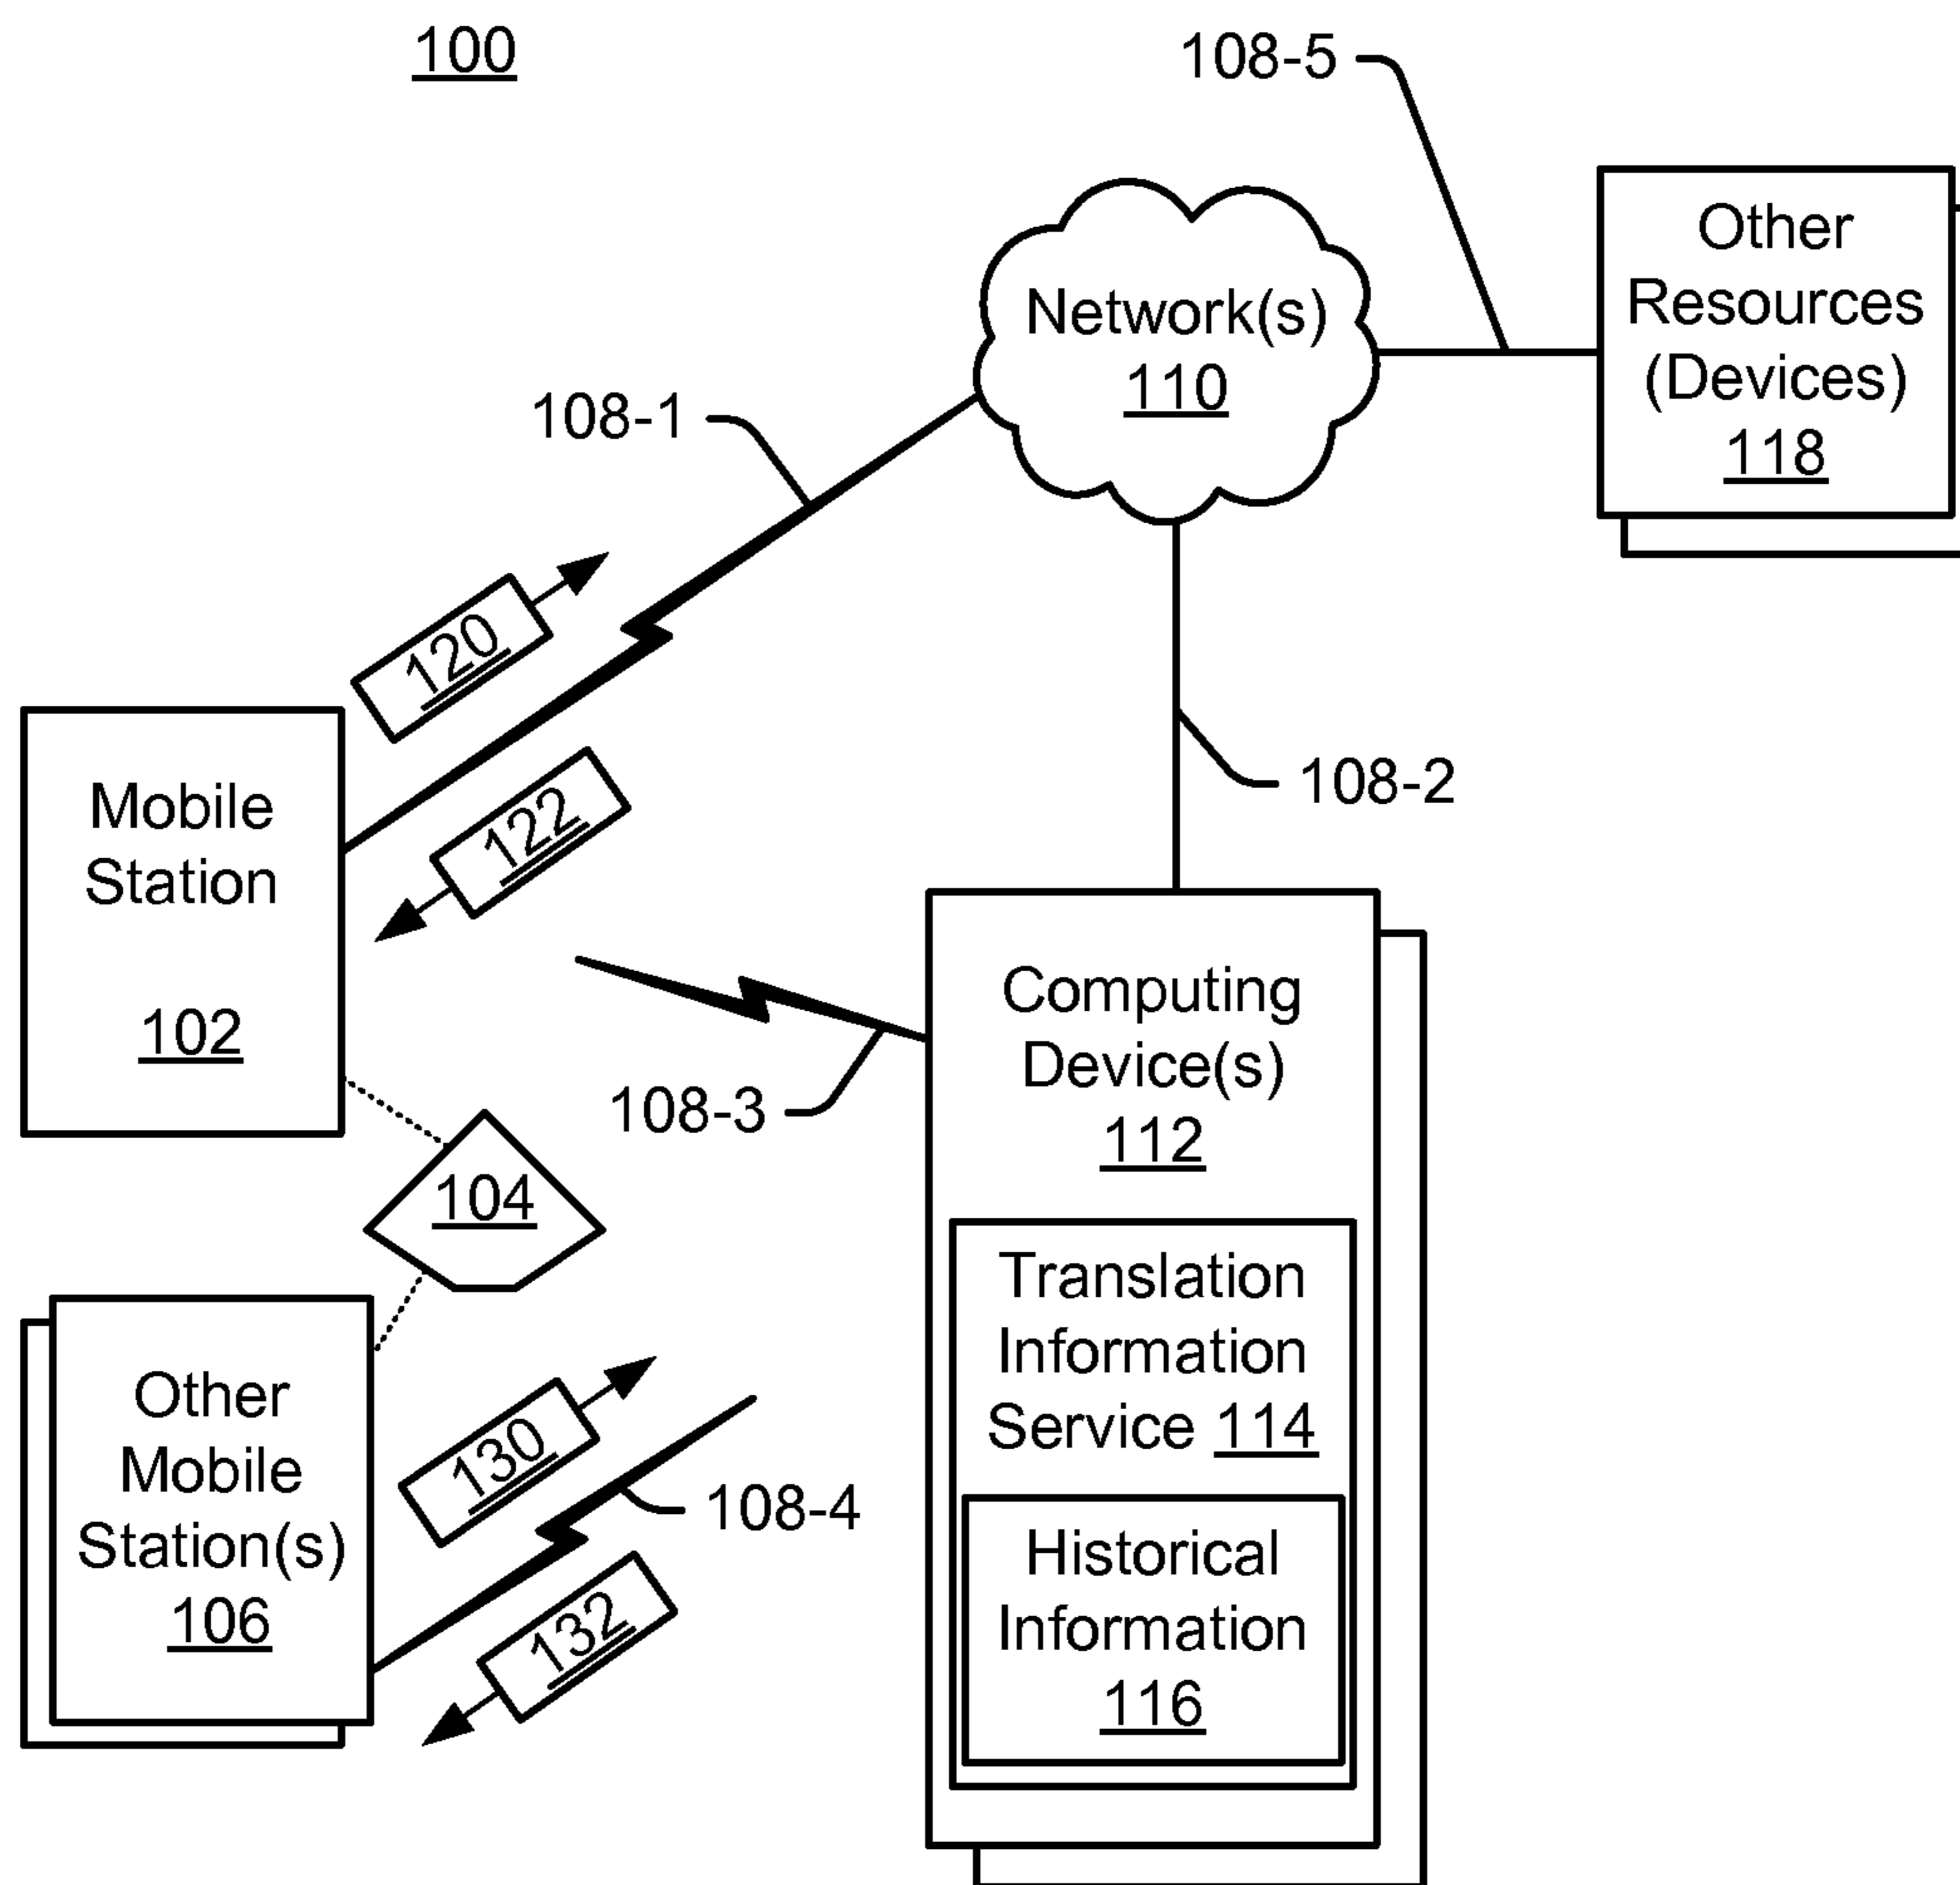 100
108-5
Other
Resources
(Devices)
118
Network(s)
110
108-1
120
122
108-2
Mobile
Station
102
Computing
Device(s)
112
108-3
104
Translation
Information
Service 114
Other
Mobile
Station(s)
106
130
108-4
132
Historical
Information
116